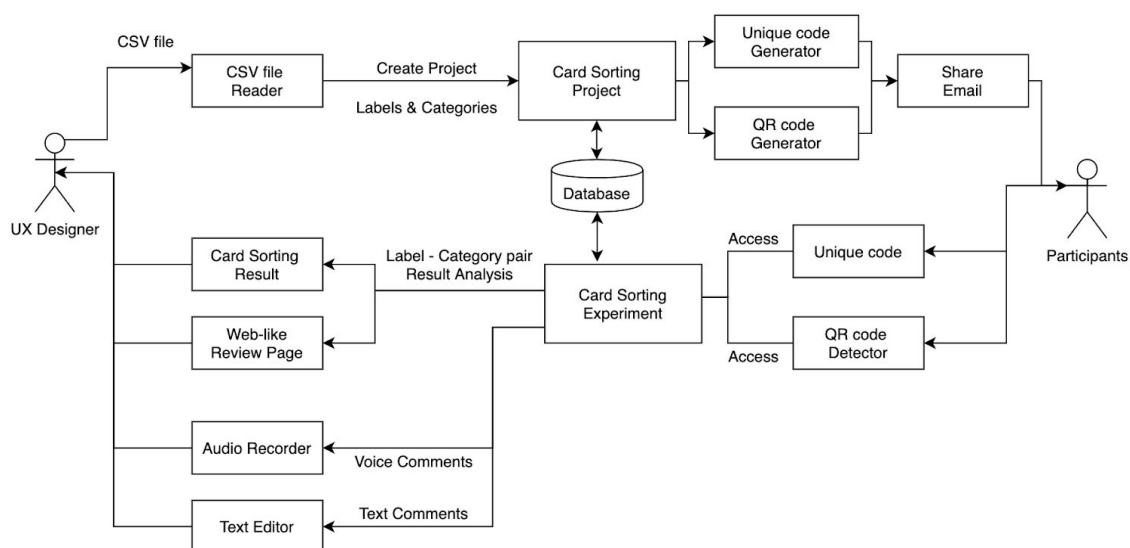 CSV file
CSV file
Reader
Create Project
Labels & Categories
Card Sorting
Project
Unique code
Generator
QR code
Generator
Share
Email
Database
UX Designer
Participants
Card Sorting
Result
Web-like
Review Page
Label - Category pair
Result Analysis
Card Sorting
Experiment
Access
Unique code
Access
QR code
Detector
Audio Recorder
Voice Comments
Text Editor
Text Comments